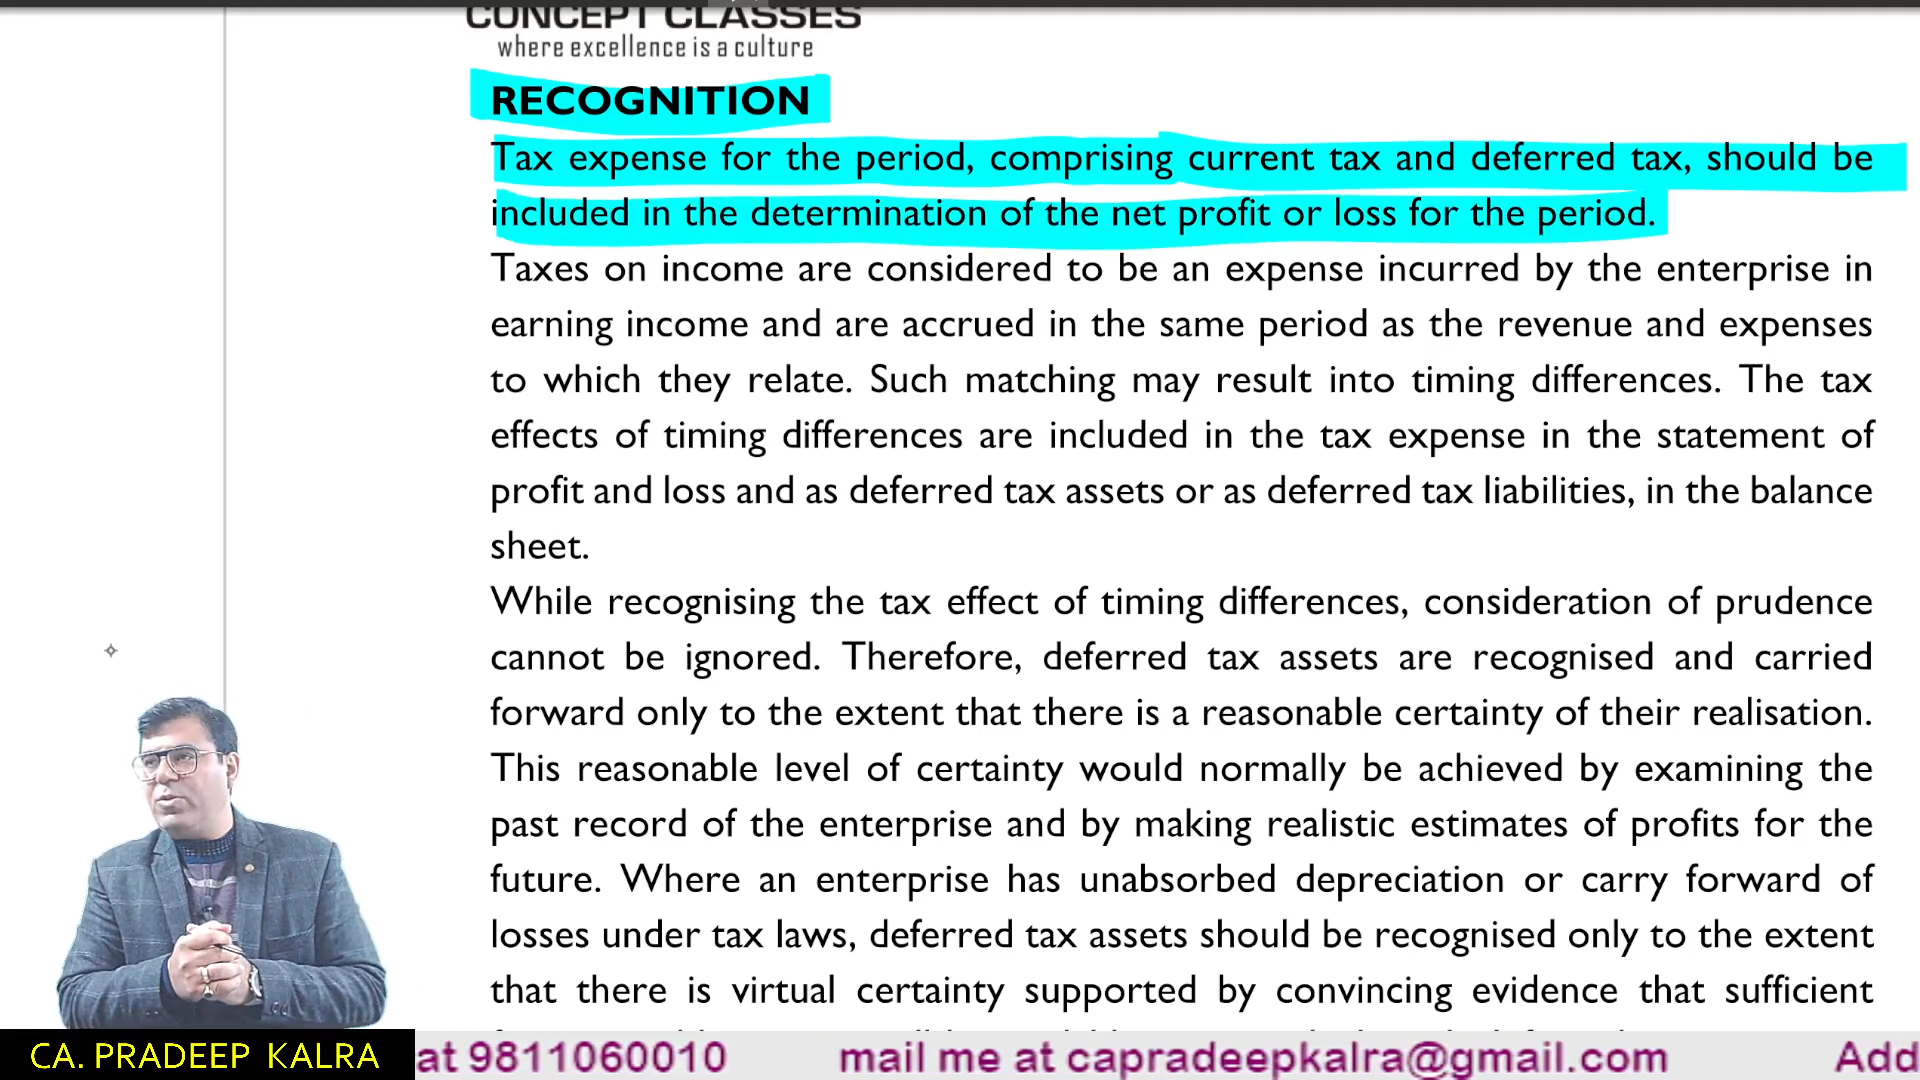 CONCEPT CLASSES
where excellence is a culture
RECOGNITION
Tax expense for the period, comprising current tax and deferred tax, should be
included in the determination of the net profit or loss for the period.
Taxes on income are considered to be an expense incurred by the enterprise in
earning income and are accrued in the same period as the revenue and expenses
to which they relate. Such matching may result into timing differences. The tax
effects of timing differences are included in the tax expense in the statement of
profit and loss and as deferred tax assets or as deferred tax liabilities, in the balance
sheet.
While recognising the tax effect of timing differences, consideration of prudence
cannot be ignored. Therefore, deferred tax assets are recognised and carried
forward only to the extent that there is a reasonable certainty of their realisation.
This reasonable level of certainty would normally be achieved by examining the
past record of the enterprise and by making realistic estimates of profits for the
future. Where an enterprise has unabsorbed depreciation or carry forward of
losses under tax laws, deferred tax assets should be recognised only to the extent
that there is virtual certainty supported by convincing evidence that sufficient
CA. PRADEEP KALRA at 9811060010 mail me at capradeepkalra@gmail.com Add